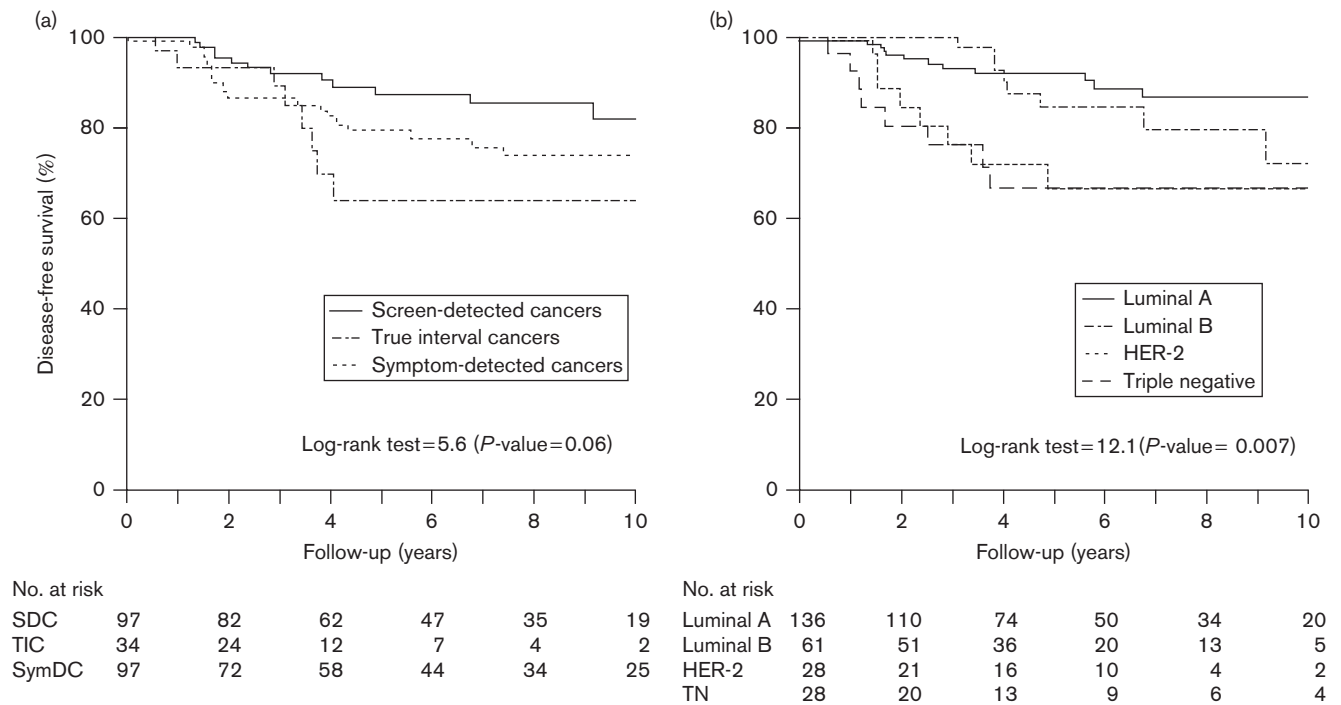 (a)
100
80
60
40
20
0
Disease-free survival (%)
Screen-detected cancers
True interval cancers
Symptom-detected cancers
Log-rank test=5.6 (P-value=0.06)
0 2 4 6 8 10
Follow-up (years)
No. at risk
SDC 97 82 62 47 35 19
TIC 34 24 12 7 4 2
SymDC 97 72 58 44 34 25
(b)
100
80
60
40
20
0
Luminal A
Luminal B
HER-2
Triple negative
Log-rank test=12.1(P-value= 0.007)
0 2 4 6 8 10
Follow-up (years)
No. at risk
Luminal A 136 110 74 50 34 20
Luminal B 61 51 36 20 13 5
HER-2 28 21 16 10 4 2
TN 28 20 13 9 6 4